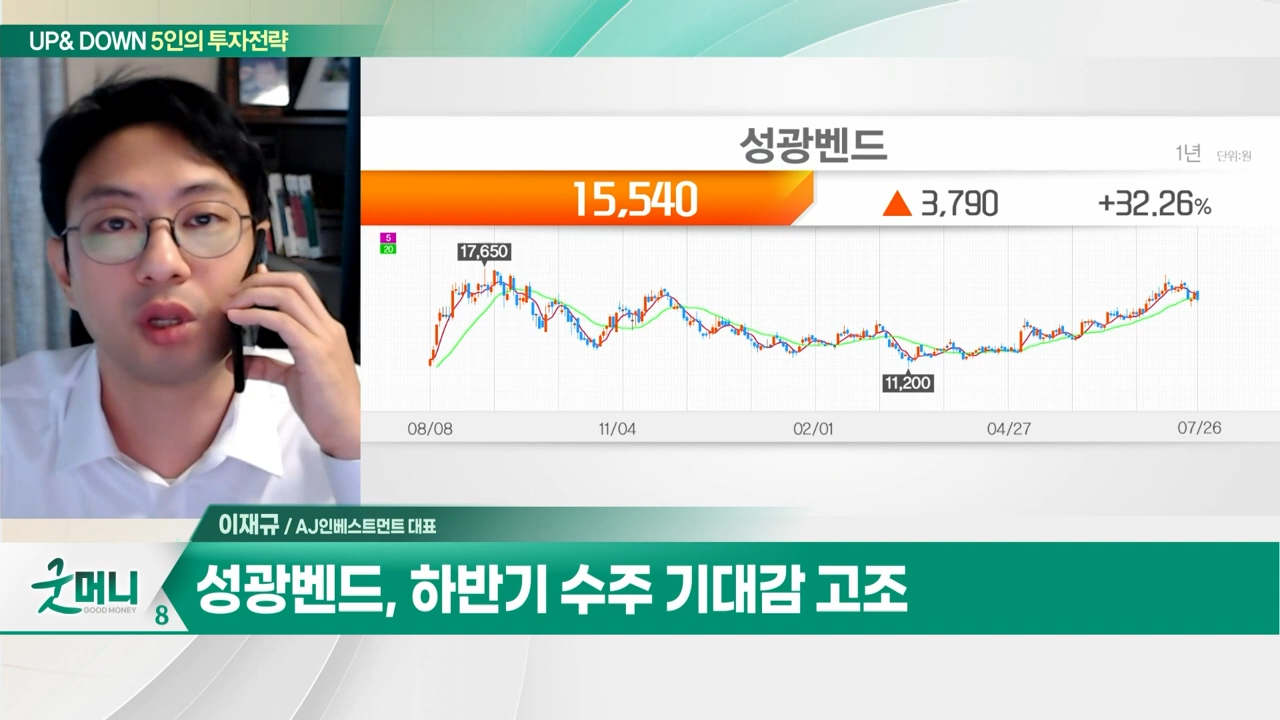 UP& DOWN 5인의 투자전략
성광벤드
1년 단위:원
15,540 ▲ 3,790 +32.26%
5
20
17,650
11,200
08/08 11/04 02/01 04/27 07/26
이재규 / AJ인베스트먼트 대표
굿머니
GOOD MONEY
8
성광벤드, 하반기 수주 기대감 고조